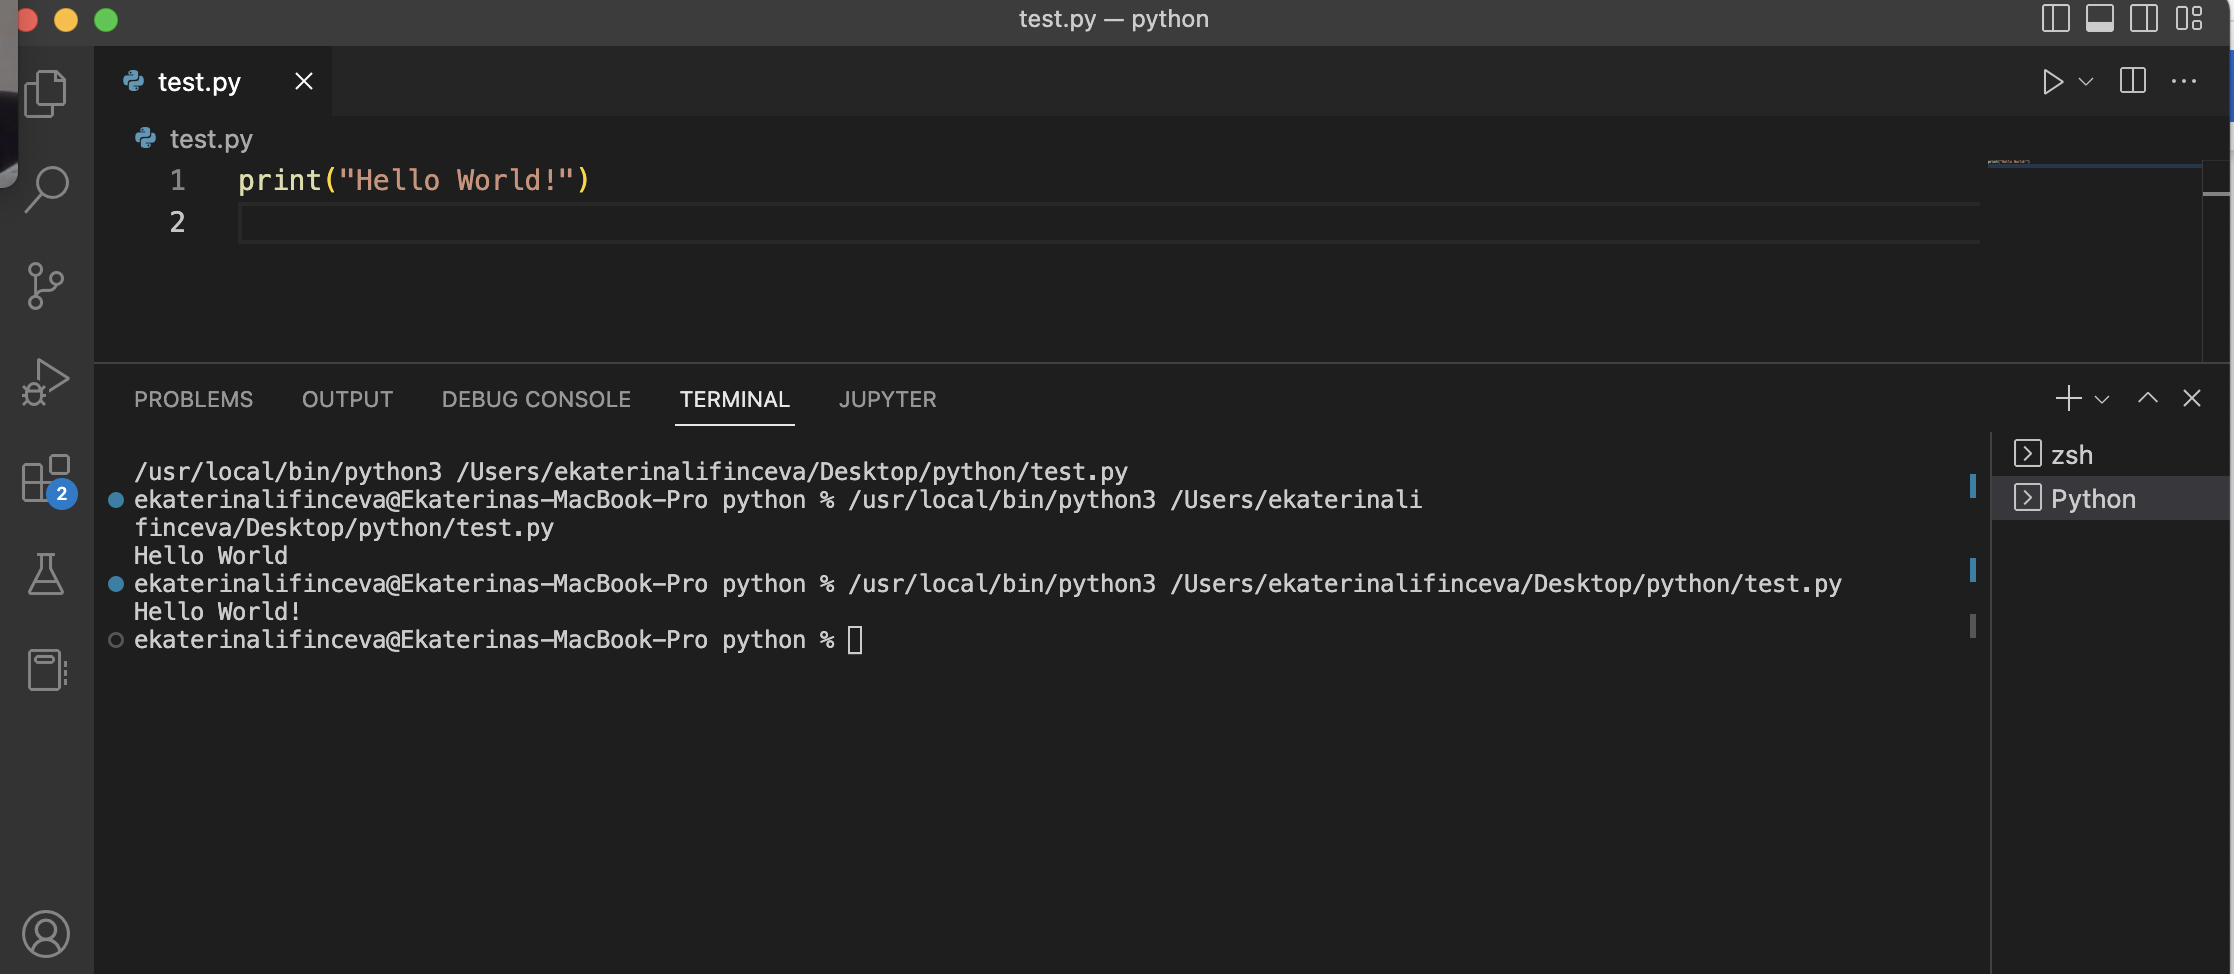 test.py — python
test.py
test.py
1 print("Hello World!")
2
PROBLEMS OUTPUT DEBUG CONSOLE TERMINAL JUPYTER
/usr/local/bin/python3 /Users/ekaterinalifinceva/Desktop/python/test.py
ekaterinalifinceva@Ekaterinas-MacBook-Pro python % /usr/local/bin/python3 /Users/ekaterinali
finceva/Desktop/python/test.py
Hello World
ekaterinalifinceva@Ekaterinas-MacBook-Pro python % /usr/local/bin/python3 /Users/ekaterinalifinceva/Desktop/python/test.py
Hello World!
ekaterinalifinceva@Ekaterinas-MacBook-Pro python %
zsh
Python
2